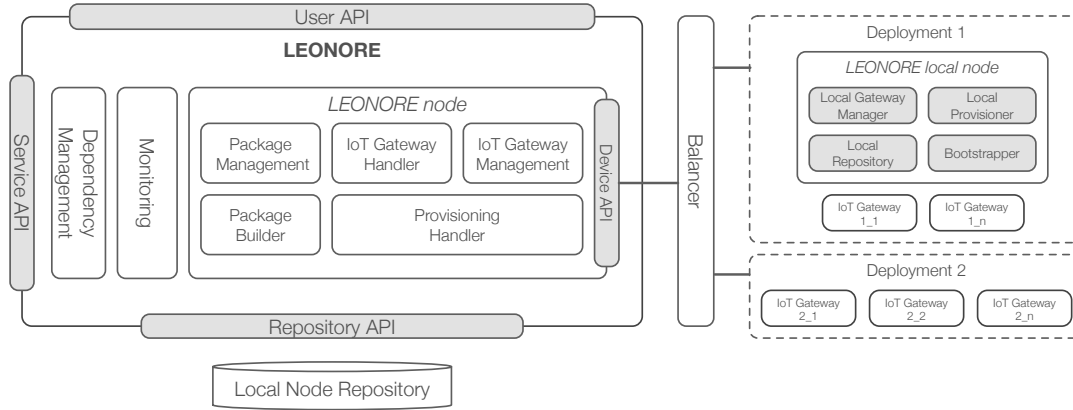 User API
LEONORE
Service API
Dependency
Management
Monitoring
LEONORE node
Package
Management
IoT Gateway
Handler
IoT Gateway
Management
Package
Builder
Provisioning
Handler
Device API
Repository API
Local Node Repository
Balancer
Deployment 1
LEONORE local node
Local Gateway
Manager
Local
Provisioner
Local
Repository
Bootstrapper
IoT Gateway
1_1
IoT Gateway
1_n
Deployment 2
IoT Gateway
2_1
IoT Gateway
2_2
IoT Gateway
2_n